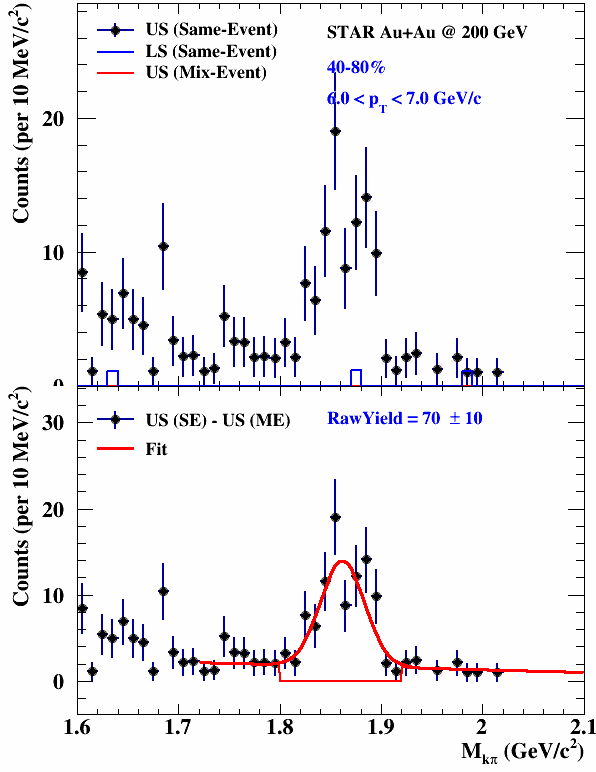 US (Same-Event)
LS (Same-Event)
US (Mix-Event)
STAR Au+Au @ 200 GeV
40-80%
6.0 < p_T < 7.0 GeV/c
Counts (per 10 MeV/c²)
20
10
0
US (SE) - US (ME)
Fit
RawYield = 70 ± 10
Counts (per 10 MeV/c²)
30
20
10
0
1.6 1.7 1.8 1.9 2 2.1
M_kπ (GeV/c²)